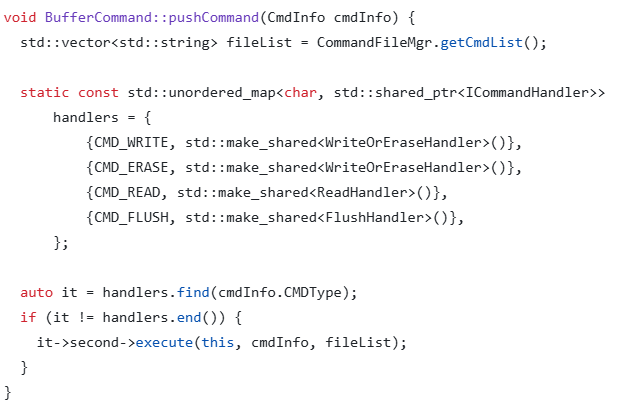 void BufferCommand::pushCommand(CmdInfo cmdInfo) {
  std::vector<std::string> fileList = CommandFileMgr.getCmdList();

  static const std::unordered_map<char, std::shared_ptr<ICommandHandler>>
      handlers = {
          {CMD_WRITE, std::make_shared<WriteOrEraseHandler>()},
          {CMD_ERASE, std::make_shared<WriteOrEraseHandler>()},
          {CMD_READ, std::make_shared<ReadHandler>()},
          {CMD_FLUSH, std::make_shared<FlushHandler>()},
      };

  auto it = handlers.find(cmdInfo.CMDType);
  if (it != handlers.end()) {
    it->second->execute(this, cmdInfo, fileList);
  }
}